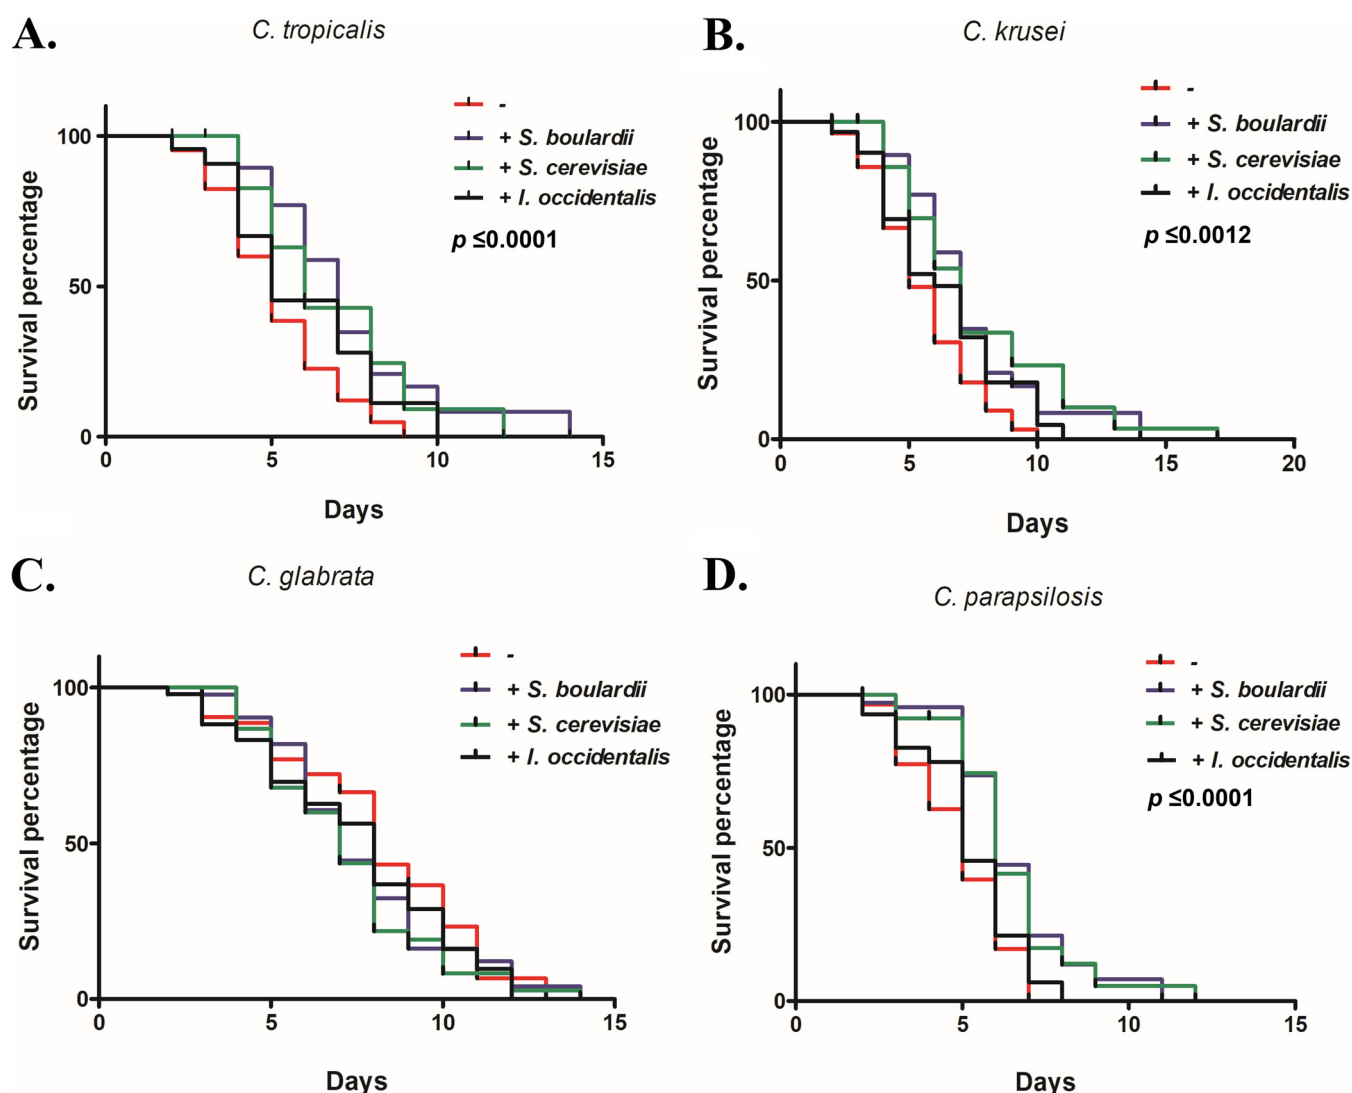 A.
C. tropicalis
-
+ S. boulardii
+ S. cerevisiae
+ I. occidentalis
p ≤0.0001
Survival percentage
100
50
0
0 5 10 15
Days
B.
C. krusei
-
+ S. boulardii
+ S. cerevisiae
+ I. occidentalis
p ≤0.0012
Survival percentage
100
50
0
0 5 10 15 20
Days
C.
C. glabrata
-
+ S. boulardii
+ S. cerevisiae
+ I. occidentalis
Survival percentage
100
50
0
0 5 10 15
Days
D.
C. parapsilosis
-
+ S. boulardii
+ S. cerevisiae
+ I. occidentalis
p ≤0.0001
Survival percentage
100
50
0
0 5 10 15
Days